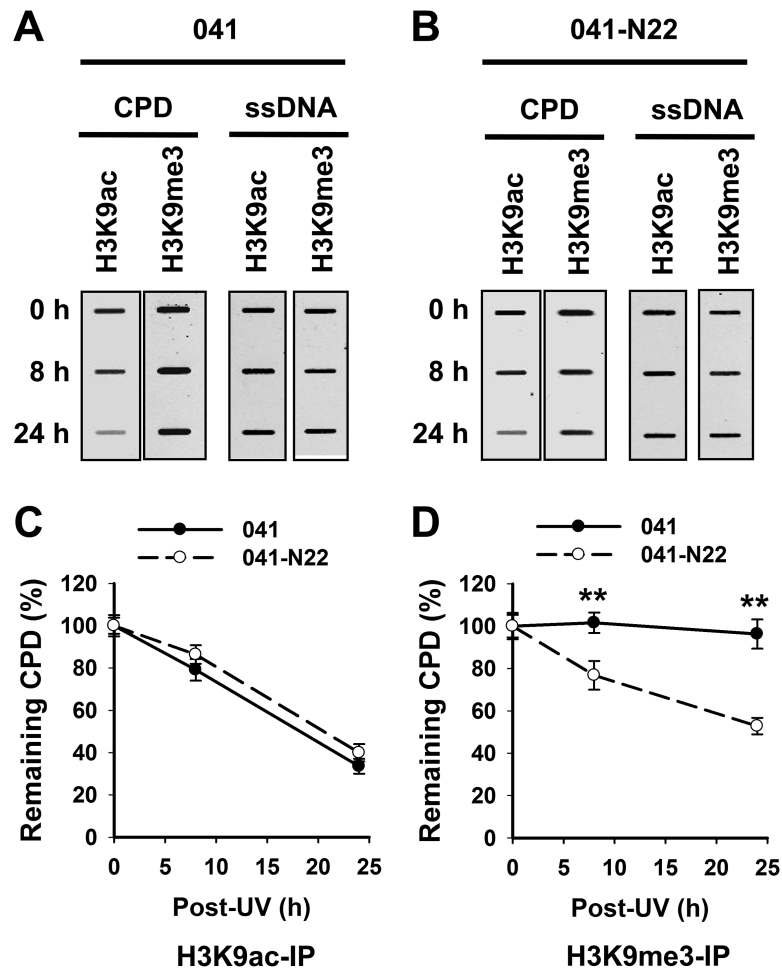 A
041
CPD
ssDNA
H3K9ac
H3K9me3
H3K9ac
H3K9me3
0 h
8 h
24 h
B
041-N22
CPD
ssDNA
H3K9ac
H3K9me3
H3K9ac
H3K9me3
0 h
8 h
24 h
C
041
041-N22
Remaining CPD (%)
120
100
80
60
40
20
0
0 5 10 15 20 25
Post-UV (h)
H3K9ac-IP
D
041
041-N22
Remaining CPD (%)
120
100
80
60
40
20
0
** **
0 5 10 15 20 25
Post-UV (h)
H3K9me3-IP